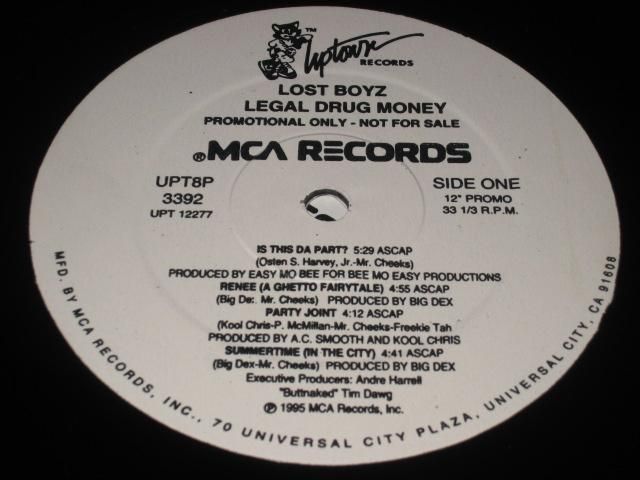 Uptown ™
RECORDS
LOST BOYZ
LEGAL DRUG MONEY
PROMOTIONAL ONLY - NOT FOR SALE
®MCA RECORDS
UPT8P
3392
UPT 12277
SIDE ONE
12" PROMO
33 1/3 R.P.M.
IS THIS DA PART? 5:29 ASCAP
(Osten S. Harvey, Jr.-Mr. Cheeks)
PRODUCED BY EASY MO BEE FOR BEE MO EASY PRODUCTIONS
RENEE (A GHETTO FAIRYTALE) 4:55 ASCAP
(Big De: Mr. Cheeks) PRODUCED BY BIG DEX
PARTY JOINT 4:12 ASCAP
(Kool Chris-P. McMillan-Mr. Cheeks-Freekie Tah
PRODUCED BY A.C. SMOOTH AND KOOL CHRIS
SUMMERTIME (IN THE CITY) 4:41 ASCAP
(Big Dex-Mr. Cheeks) PRODUCED BY BIG DEX
Executive Producers: Andre Harrell
"Buttnaked" Tim Dawg
℗ 1995 MCA Records, Inc.
MFD. BY MCA RECORDS, INC., 70 UNIVERSAL CITY PLAZA, UNIVERSAL CITY, CA 91608